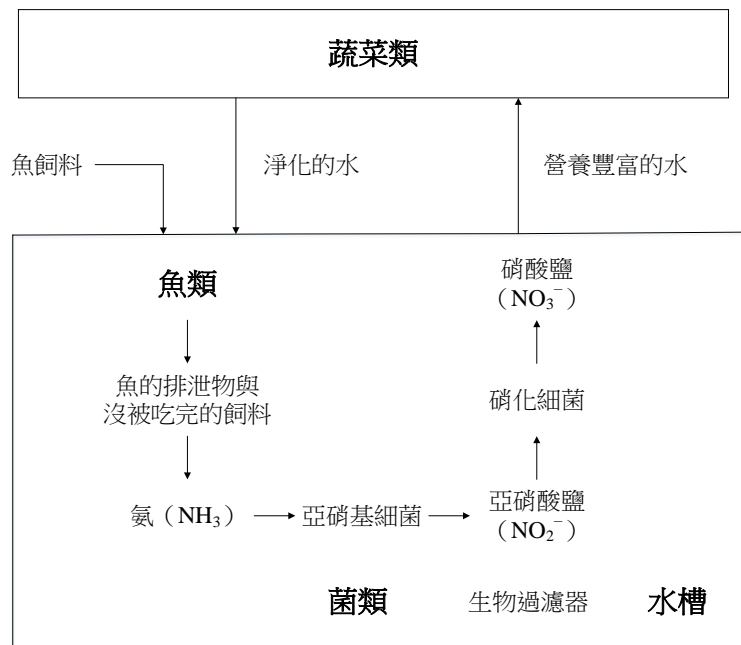 蔬菜類
魚飼料
淨化的水
營養豐富的水
魚類
硝酸鹽
（NO₃⁻）
魚的排泄物與
沒被吃完的飼料
硝化細菌
氨（NH₃）
亞硝基細菌
亞硝酸鹽
（NO₂⁻）
菌類
生物過濾器
水槽